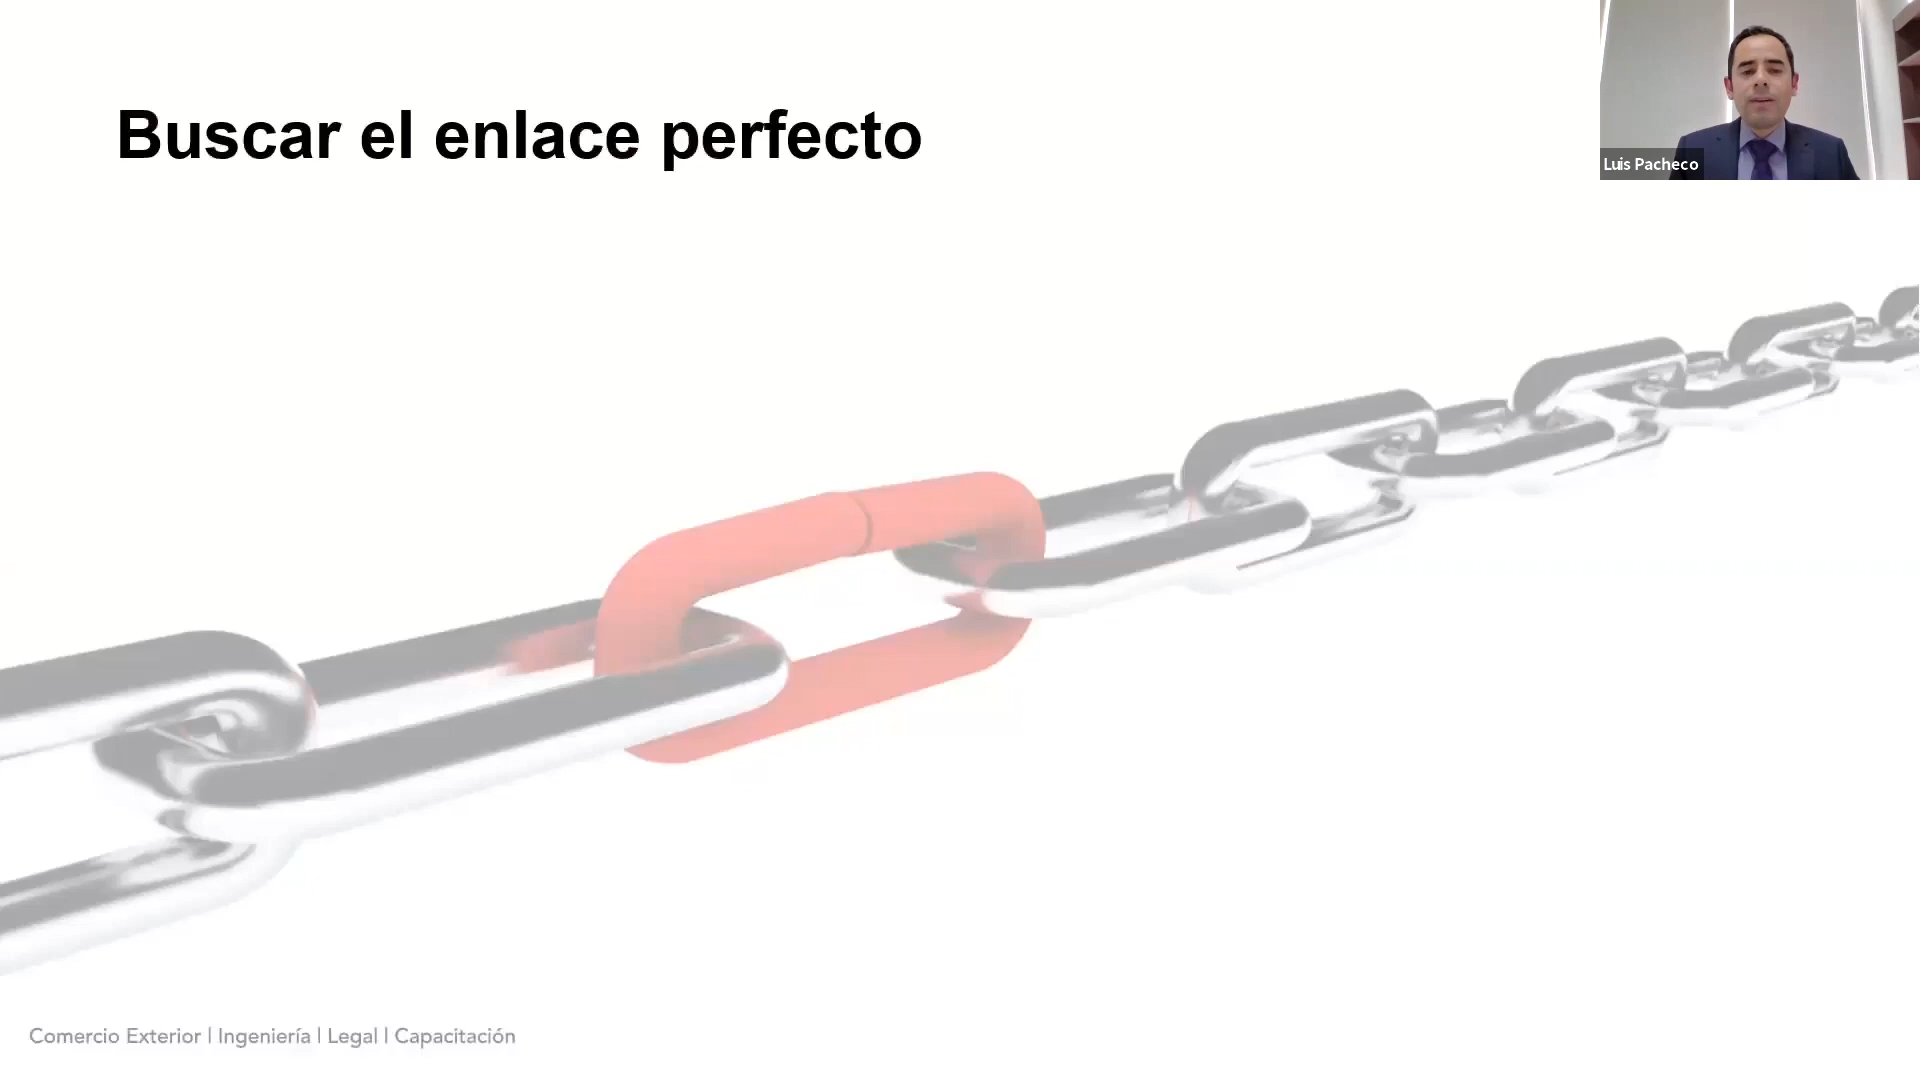 Buscar el enlace perfecto
Luis Pacheco
Comercio Exterior | Ingeniería | Legal | Capacitación